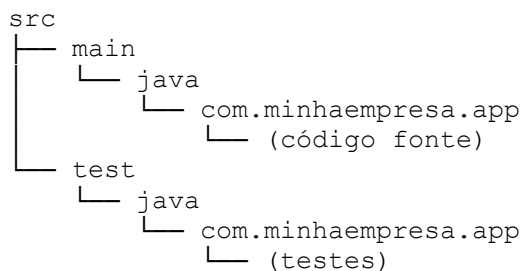 src
main
java
com.minhaempresa.app
(código fonte)
test
java
com.minhaempresa.app
(testes)